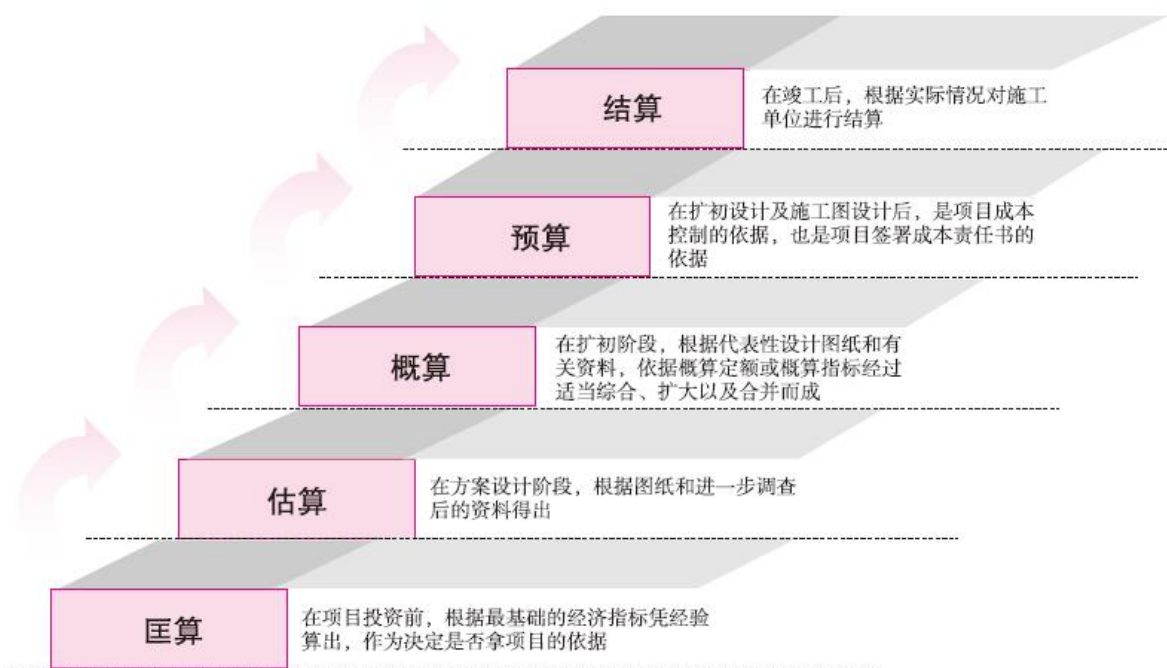 结算
在竣工后，根据实际情况对施工
单位进行结算
预算
在扩初设计及施工图设计后，是项目成本
控制的依据，也是项目签署成本责任书的
依据
概算
在扩初阶段，根据代表性设计图纸和有
关资料，依据概算定额或概算指标经过
适当综合、扩大以及合并而成
估算
在方案设计阶段，根据图纸和进一步调查
后的资料得出
匡算
在项目投资前，根据最基础的经济指标凭经验
算出，作为决定是否拿项目的依据